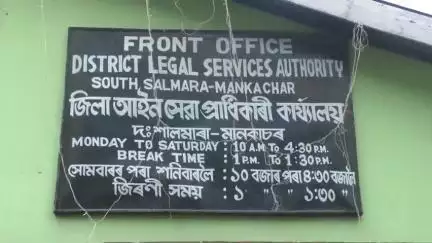 FRONT OFFICE
DISTRICT LEGAL SERVICES AUTHORITY
SOUTH SALMARA-MANKACHAR
জিলা আইন সেৱা প্ৰাধিকাৰী কাৰ্য্যালয়
দঃ শালমাৰা - মানকাচৰ
MONDAY TO SATURDAY : 10 A.M TO 4:30 P.M.
BREAK TIME : 1 P.M. TO 1:30 P.M.
সোমবাৰৰ পৰা শনিবাৰলৈ : ১০ বজাৰ পৰা ৪:৩০ বজালৈ
জিৰণী সময় : ১ " " ১:৩০ "